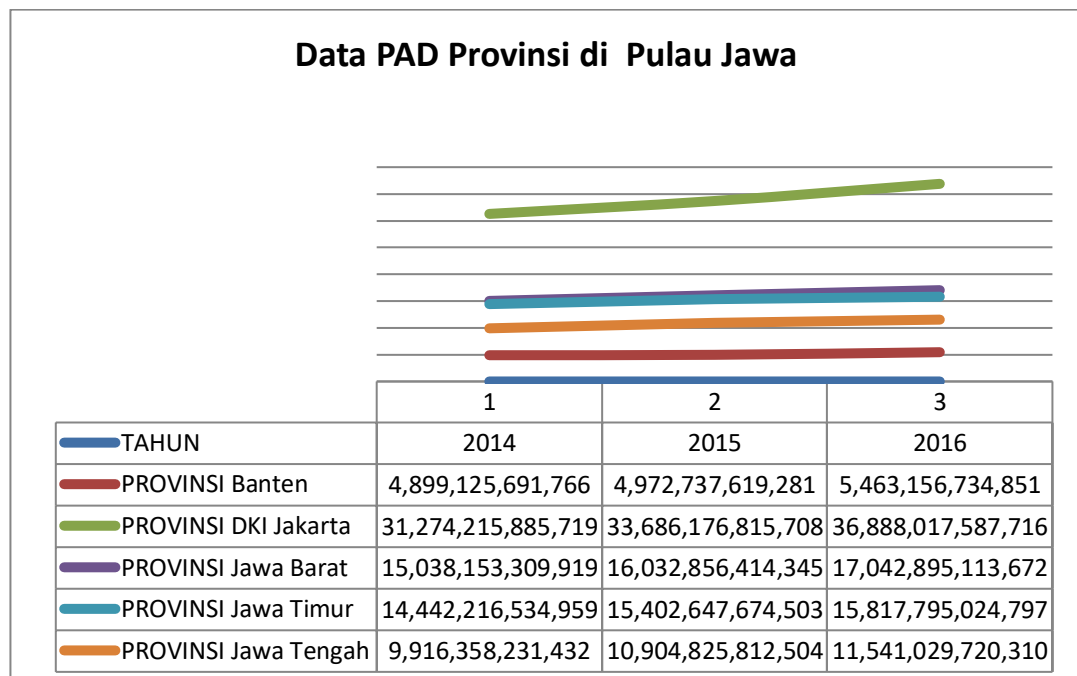 Data PAD Provinsi di Pulau Jawa
1 2 3
TAHUN 2014 2015 2016
PROVINSI Banten 4,899,125,691,766 4,972,737,619,281 5,463,156,734,851
PROVINSI DKI Jakarta 31,274,215,885,719 33,686,176,815,708 36,888,017,587,716
PROVINSI Jawa Barat 15,038,153,309,919 16,032,856,414,345 17,042,895,113,672
PROVINSI Jawa Timur 14,442,216,534,959 15,402,647,674,503 15,817,795,024,797
PROVINSI Jawa Tengah 9,916,358,231,432 10,904,825,812,504 11,541,029,720,310